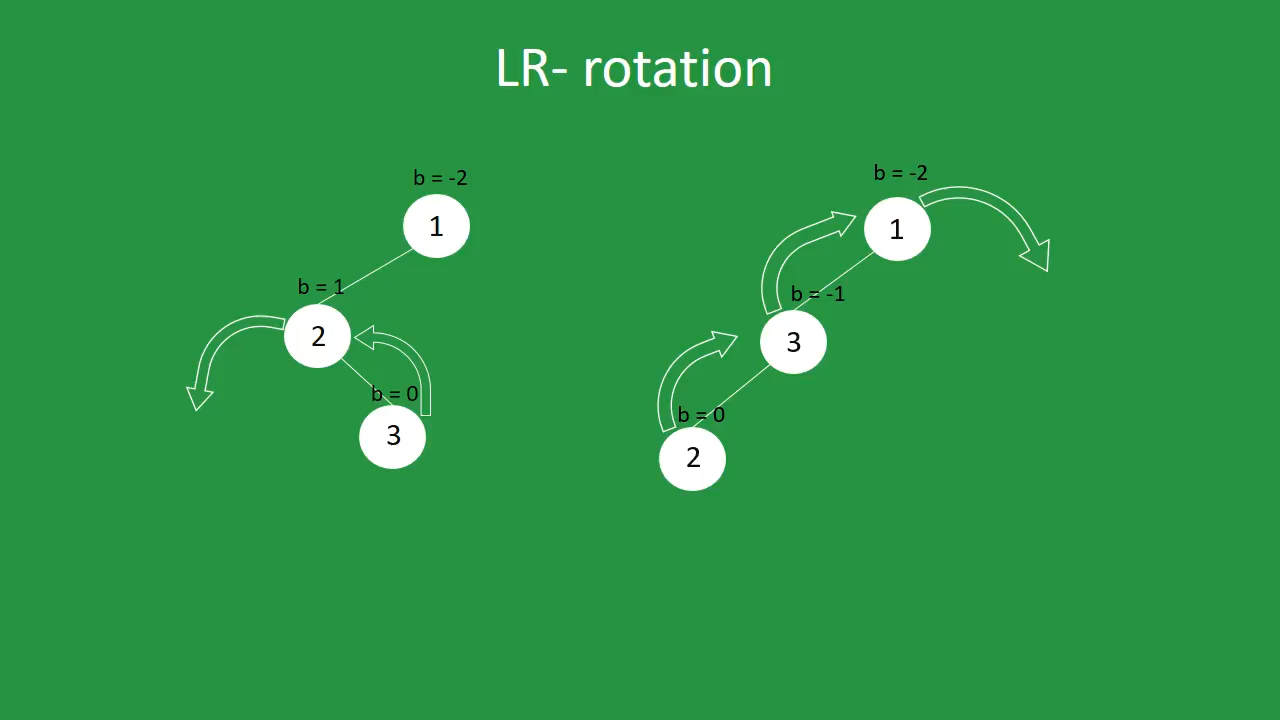 LR- rotation
b = -2
1
b = 1
2
b = 0
3
b = -2
1
b = -1
3
b = 0
2